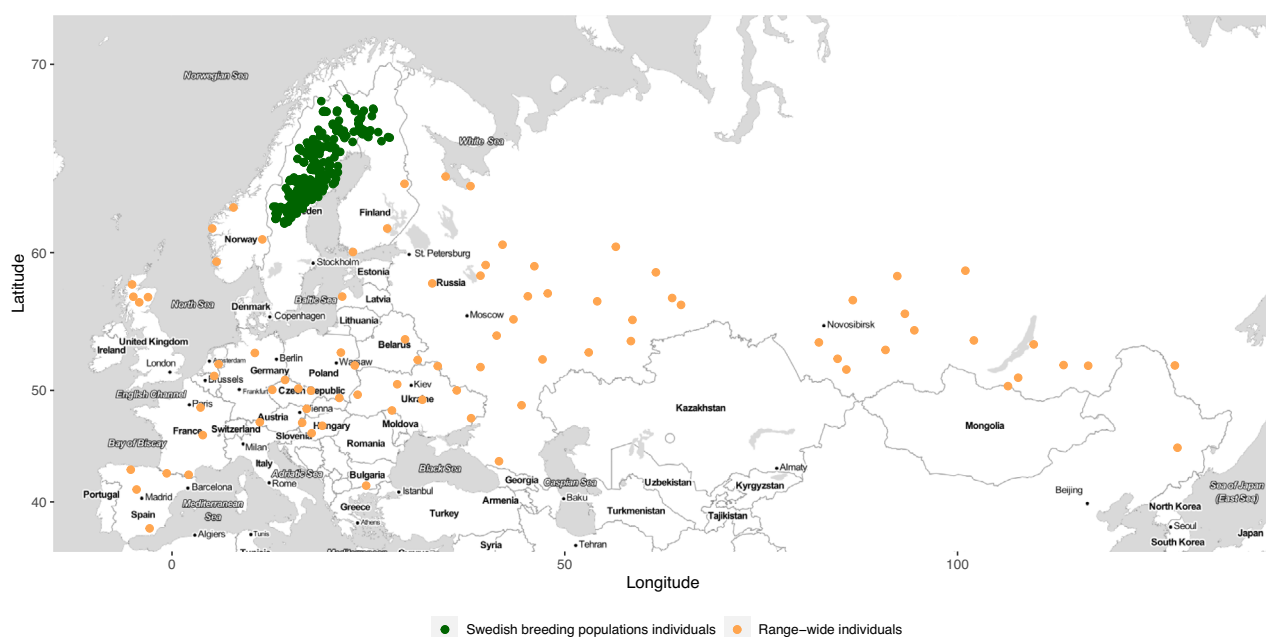 70
60
50
40
Latitude
Norwegian Sea
White Sea
Finland
Norway
Stockholm
St. Petersburg
Estonia
Russia
North Sea
Baltic Sea
Latvia
Denmark
Copenhagen
Lithuania
Moscow
Novosibirsk
United Kingdom
Ireland
London
Amsterdam
Berlin
Belarus
Warsaw
Poland
Germany
Brussels
Frankfurt
Czech Republic
Kiev
Ukraine
English Channel
Paris
Vienna
Austria
France
Switzerland
Hungary
Slovenia
Moldova
Kazakhstan
Mongolia
Bay of Biscay
Milan
Romania
Italy
Adriatic Sea
Rome
Bulgaria
Black Sea
Georgia
Caspian Sea
Uzbekistan
Almaty
Kyrgyzstan
Portugal
Madrid
Barcelona
Mediterranean
Sea
Istanbul
Armenia
Baku
Turkmenistan
Tajikistan
Beijing
Sea of Japan
(East Sea)
North Korea
Spain
Greece
Turkey
Athens
Algiers
Tunis
Syria
Tehran
Seoul
South Korea
Japan
0
50
100
Longitude
Swedish breeding populations individuals
Range−wide individuals